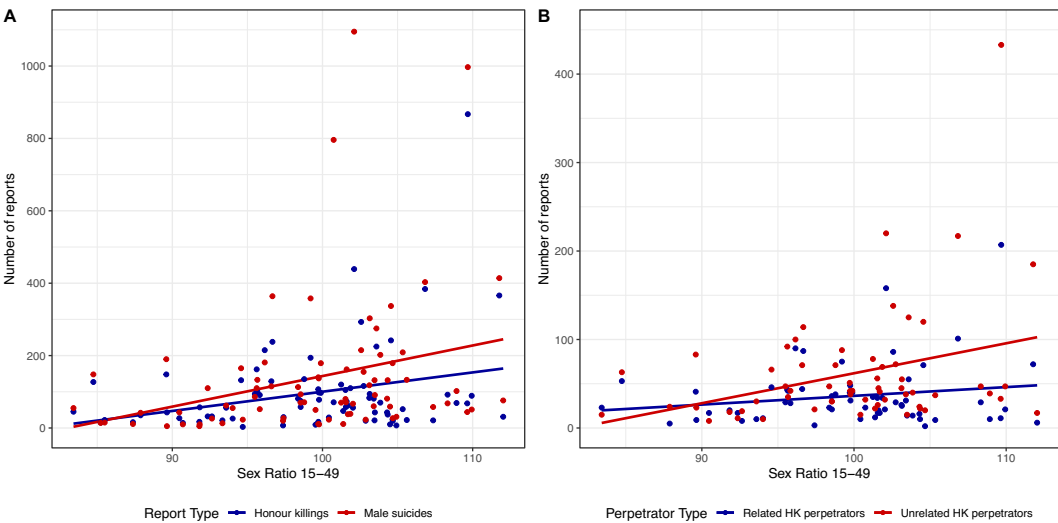 A
Number of reports
1000
800
600
400
200
0
90
100
110
Sex Ratio 15−49
Report Type
Honour killings
Male suicides
B
Number of reports
400
300
200
100
0
90
100
110
Sex Ratio 15−49
Perpetrator Type
Related HK perpetrators
Unrelated HK perpetrators